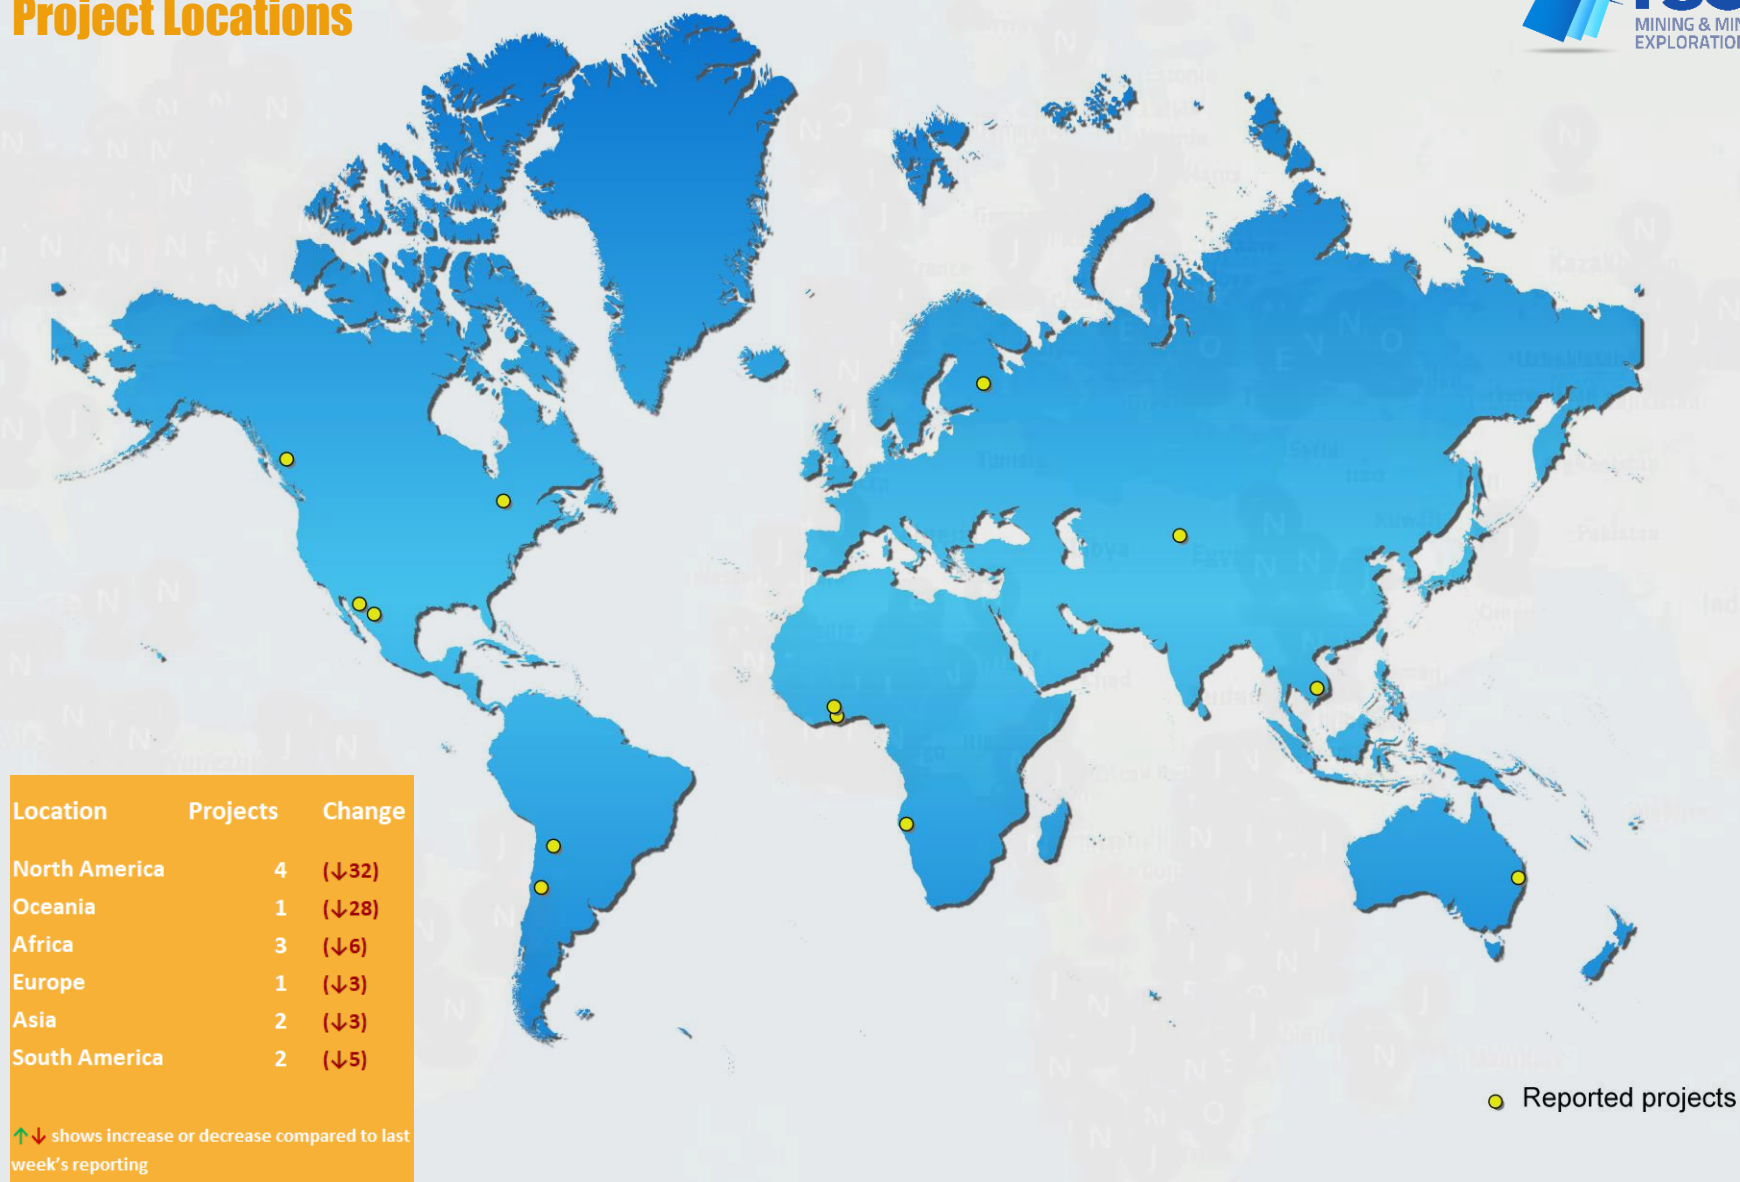 Project Locations
MINING & MIN
EXPLORATION
Location Projects Change
North America 4 (↓32)
Oceania 1 (↓28)
Africa 3 (↓6)
Europe 1 (↓3)
Asia 2 (↓3)
South America 2 (↓5)
↑↓ shows increase or decrease compared to last
week's reporting
Reported projects